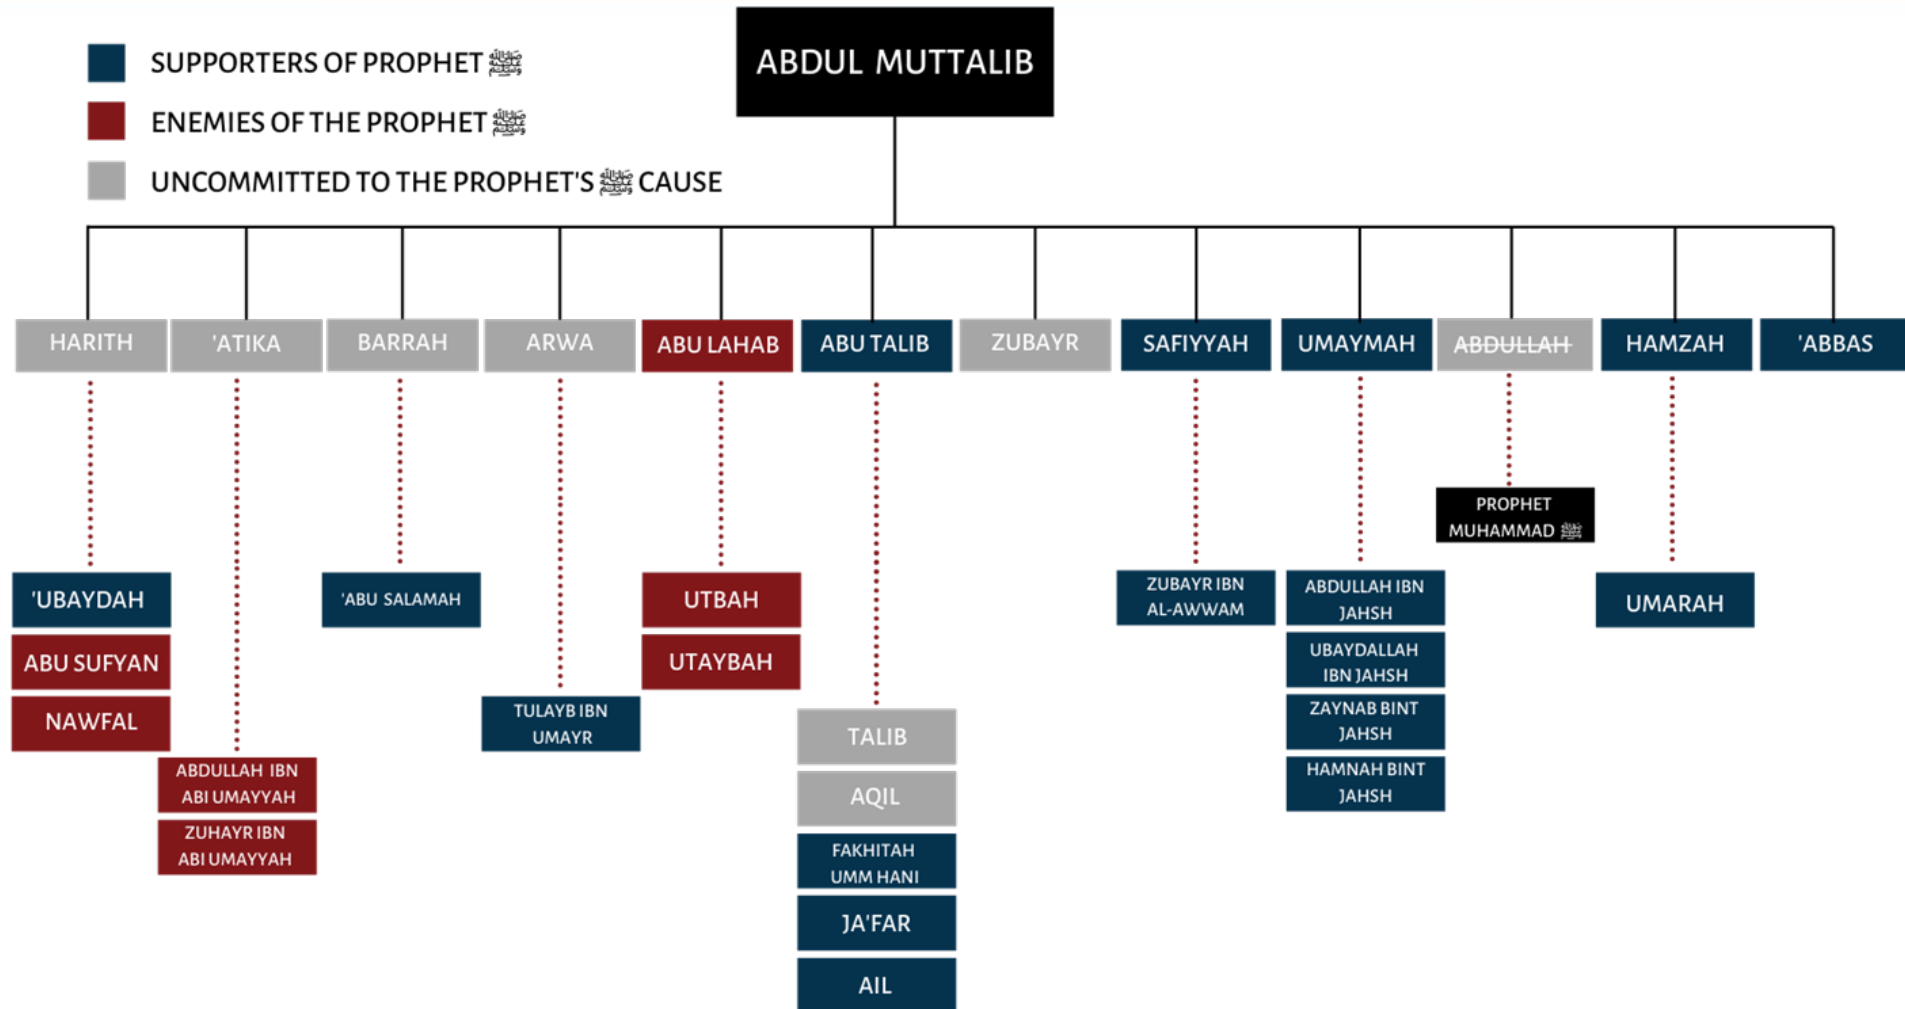 ABDUL MUTTALIB
SUPPORTERS OF PROPHET ﷺ
ENEMIES OF THE PROPHET ﷺ
UNCOMMITTED TO THE PROPHET'S ﷺ CAUSE
HARITH
'ATIKA
BARRAH
ARWA
ABU LAHAB
ABU TALIB
ZUBAYR
SAFIYYAH
UMAYMAH
ABDULLAH
HAMZAH
'ABBAS
'UBAYDAH
ABU SUFYAN
NAWFAL
ABDULLAH IBN
ABI UMAYYAH
ZUHAYR IBN
ABI UMAYYAH
'ABU SALAMAH
TULAYB IBN
UMAYR
UTBAH
UTAYBAH
TALIB
AQIL
FAKHITAH
UMM HANI
JA'FAR
AIL
ZUBAYR IBN
AL-AWWAM
ABDULLAH IBN
JAHSH
UBAYDALLAH
IBN JAHSH
ZAYNAB BINT
JAHSH
HAMNAH BINT
JAHSH
PROPHET
MUHAMMAD ﷺ
UMARAH